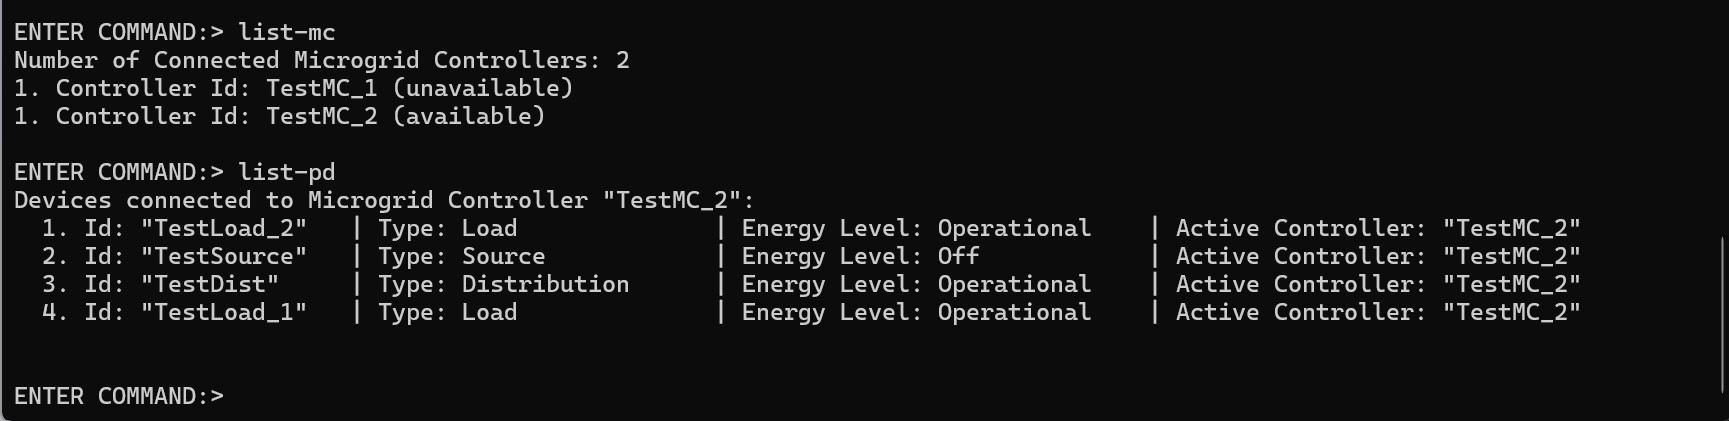 ENTER COMMAND:> list-mc
Number of Connected Microgrid Controllers: 2
1. Controller Id: TestMC_1 (unavailable)
1. Controller Id: TestMC_2 (available)
ENTER COMMAND:> list-pd
Devices connected to Microgrid Controller "TestMC_2":
1. Id: "TestLoad_2" | Type: Load | Energy Level: Operational | Active Controller: "TestMC_2"
2. Id: "TestSource" | Type: Source | Energy Level: Off | Active Controller: "TestMC_2"
3. Id: "TestDist" | Type: Distribution | Energy Level: Operational | Active Controller: "TestMC_2"
4. Id: "TestLoad_1" | Type: Load | Energy Level: Operational | Active Controller: "TestMC_2"
ENTER COMMAND:>